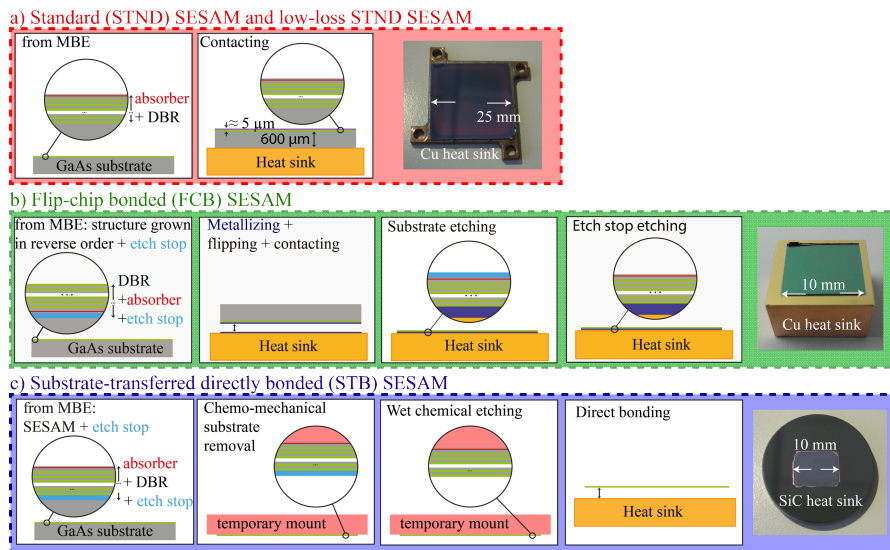 a) Standard (STND) SESAM and low-loss STND SESAM
from MBE
absorber
+ DBR
...
GaAs substrate
Contacting
...
≈ 5 µm
600 µm
Heat sink
25 mm
Cu heat sink
b) Flip-chip bonded (FCB) SESAM
from MBE: structure grown
in reverse order + etch stop
DBR
...
+absorber
+etch stop
GaAs substrate
Metallizing +
flipping + contacting
Heat sink
Substrate etching
...
Heat sink
Etch stop etching
...
Heat sink
10 mm
Cu heat sink
c) Substrate-transferred directly bonded (STB) SESAM
from MBE:
SESAM + etch stop
absorber
+ DBR
...
+ etch stop
GaAs substrate
Chemo-mechanical
substrate
removal
...
temporary mount
Wet chemical etching
...
temporary mount
Direct bonding
Heat sink
10 mm
SiC heat sink